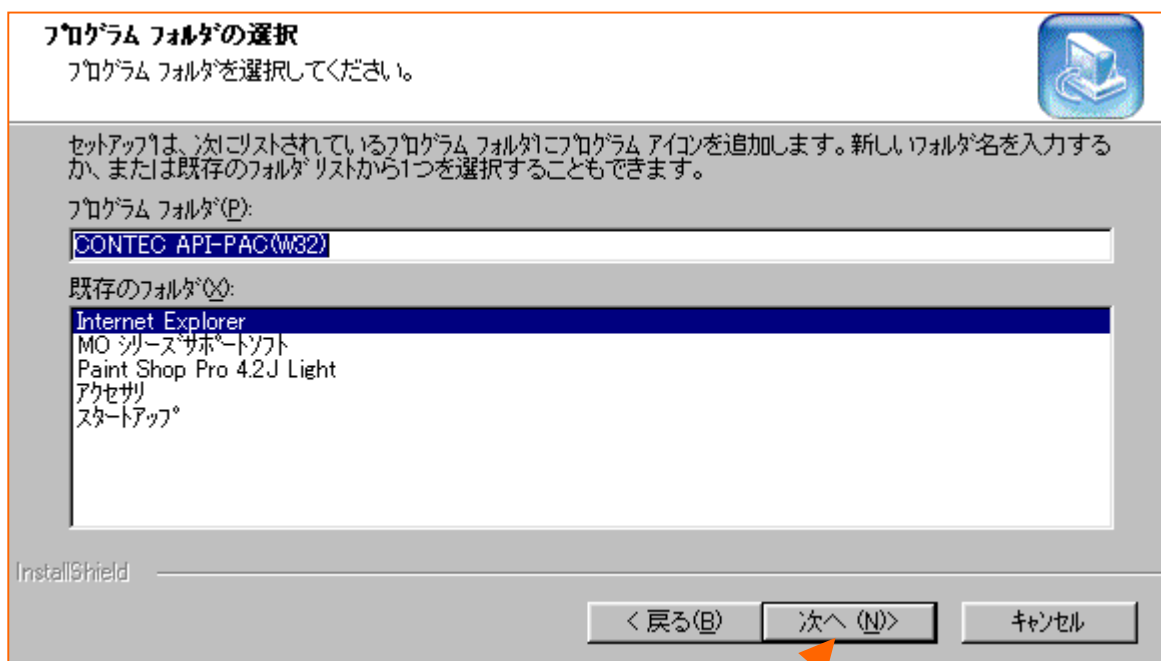 プログラム フォルダの選択
プログラム フォルダを選択してください。
セットアップは、次にリストされているプログラム フォルダにプログラム アイコンを追加します。新しいフォルダ名を入力する
か、または既存のフォルダ リストから1つを選択することもできます。
プログラム フォルダ(P):
CONTEC API-PAC(W32)
既存のフォルダ(X):
Internet Explorer
MO シリーズサポートソフト
Paint Shop Pro 4.2J Light
アクセサリ
スタートアップ
InstallShield
< 戻る(B)
次へ (N)>
キャンセル